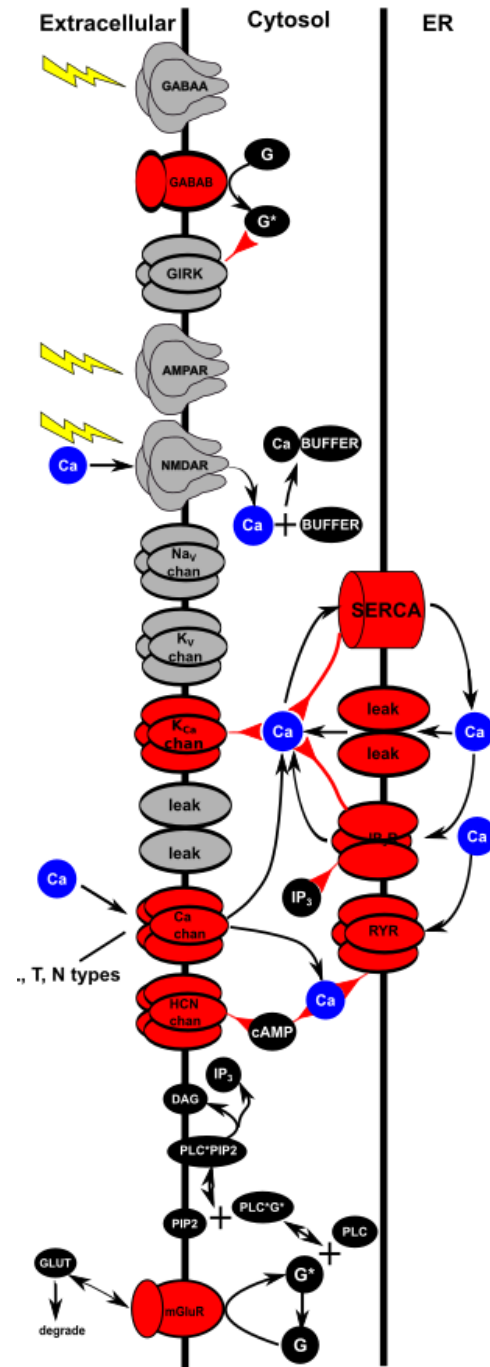 Extracellular Cytosol ER
GABAA
GABAB
G
G*
GIRK
AMPAR
Ca
NMDAR
Ca BUFFER
Ca + BUFFER
Nav
chan
Kv
chan
SERCA
KCa
chan
Ca
leak
leak
Ca
leak
leak
IP3
Ca
RYR
Ca
Ca
chan
., T, N types
HCN
chan
cAMP
Ca
IP3
DAG
PLC*PIP2
PIP2
+
PLC*G*
+
PLC
GLUT
degrade
mGluR
G*
G